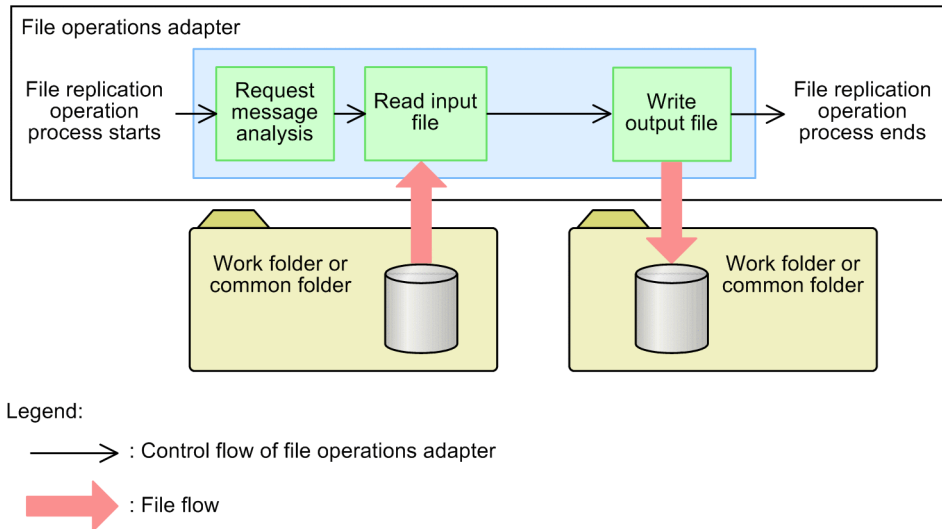 File operations adapter
File replication
operation
process starts
Request
message
analysis
Read input
file
Write
output file
File replication
operation
process ends
Work folder or
common folder
Work folder or
common folder
Legend:
: Control flow of file operations adapter
: File flow